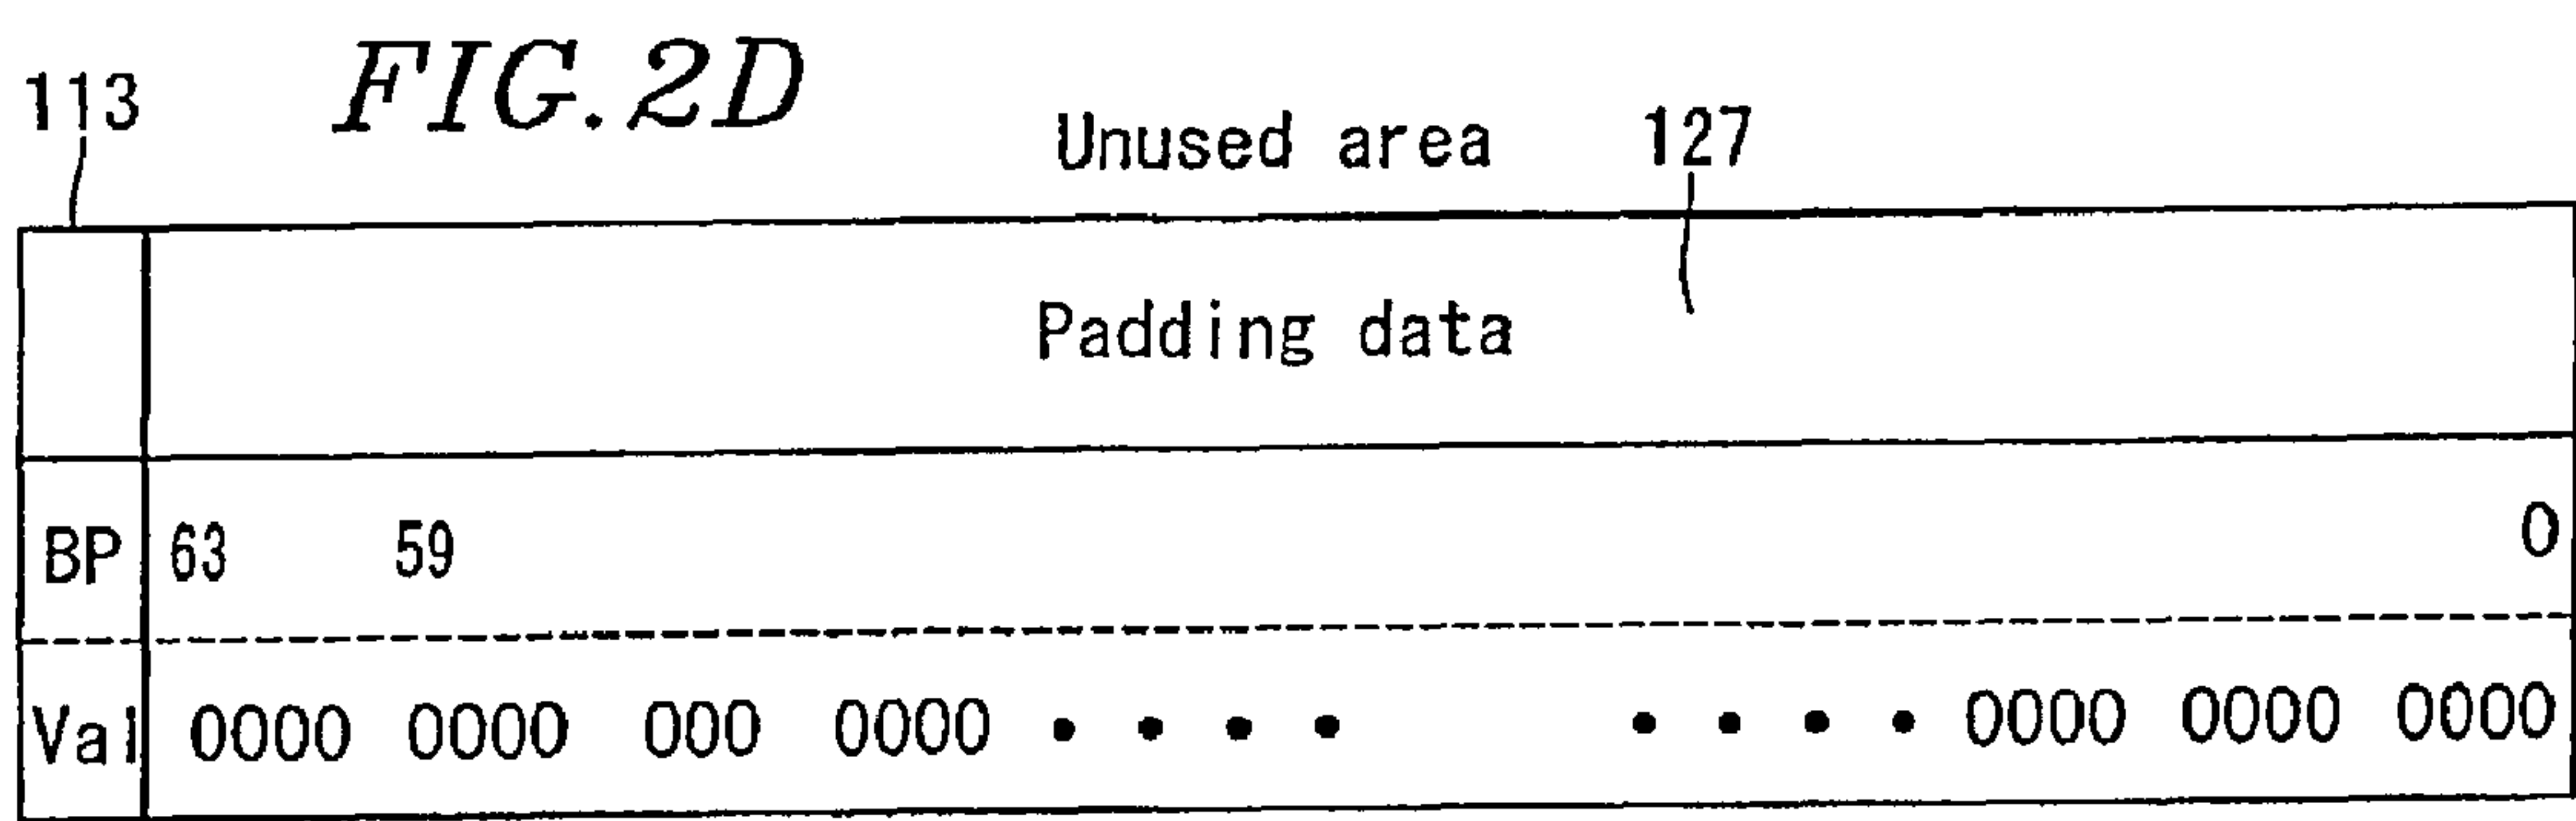 113 FIG. 2D
Unused area 127
Padding data
BP 63 59 0
Val 0000 0000 000 0000 • • • • • • • • 0000 0000 0000